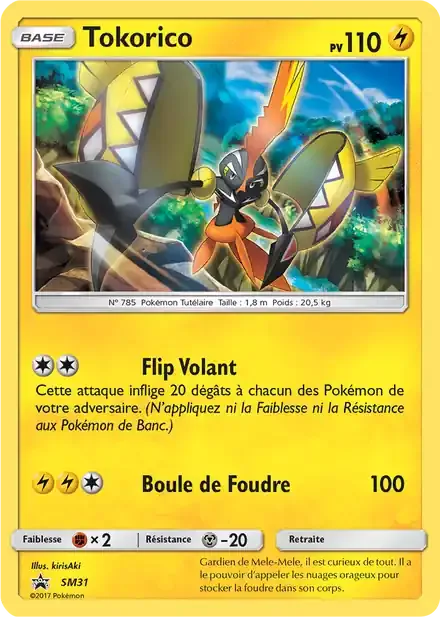 BASE Tokorico PV 110
N° 785 Pokémon Tutélaire Taille : 1,8 m Poids : 20,5 kg
Flip Volant
Cette attaque inflige 20 dégâts à chacun des Pokémon de
votre adversaire. (N'appliquez ni la Faiblesse ni la Résistance
aux Pokémon de Banc.)
Boule de Foudre 100
Faiblesse ×2 Résistance -20 Retraite
Illus. kirisAki
SM31
©2017 Pokémon
Gardien de Mele-Mele, il est curieux de tout. Il a
le pouvoir d'appeler les nuages orageux pour
stocker la foudre dans son corps.